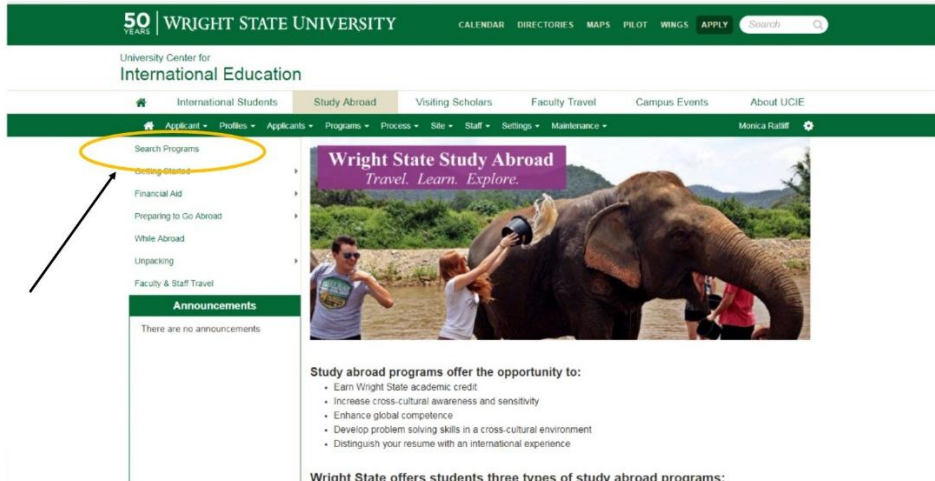 50 YEARS WRIGHT STATE UNIVERSITY CALENDAR DIRECTORIES MAPS PILOT WINGS APPLY Search
University Center for
International Education
International Students Study Abroad Visiting Scholars Faculty Travel Campus Events About UCIE
Applicant Profiles Applicants Programs Process Site Staff Settings Maintenance Monica Ratliff
Search Programs
Getting Started
Financial Aid
Preparing to Go Abroad
While Abroad
Unpacking
Faculty & Staff Travel
Announcements
There are no announcements
Wright State Study Abroad
Travel. Learn. Explore.
Study abroad programs offer the opportunity to:
• Earn Wright State academic credit
• Increase cross-cultural awareness and sensitivity
• Enhance global competence
• Develop problem solving skills in a cross-cultural environment
• Distinguish your resume with an international experience
Wright State offers students three types of study abroad programs: